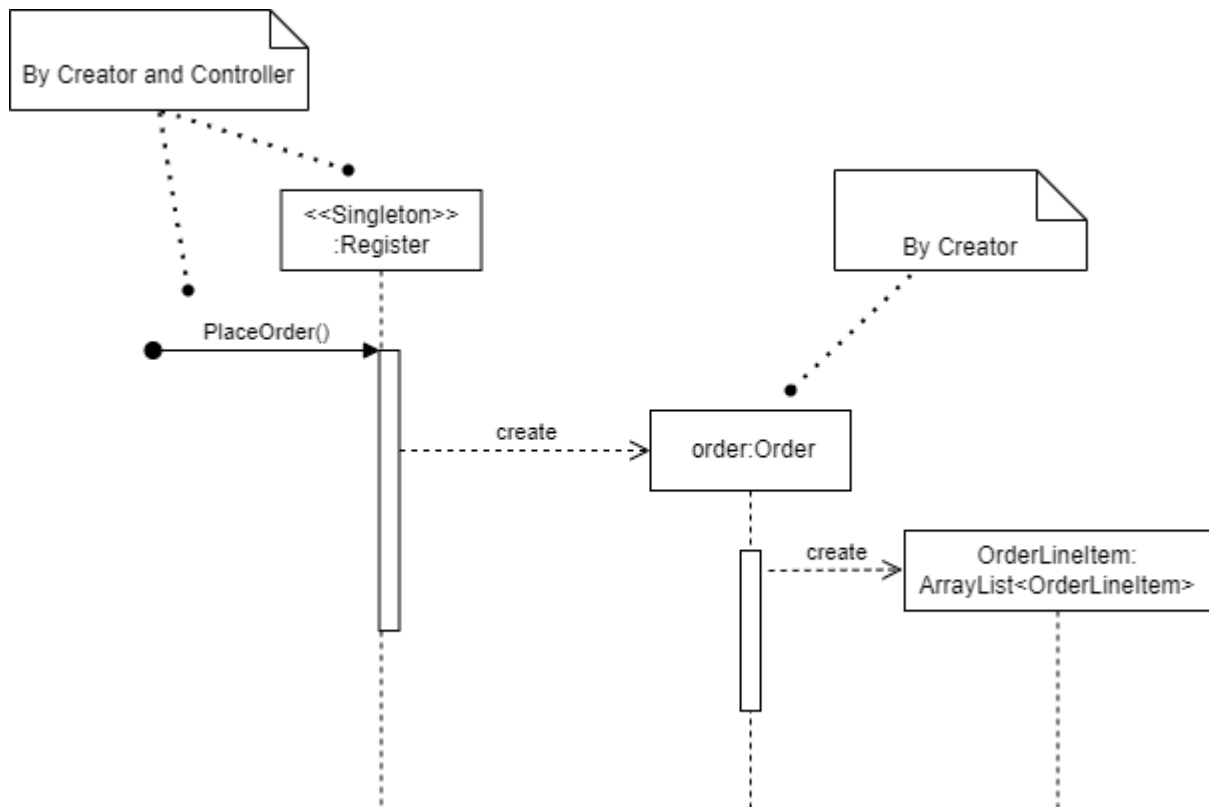 By Creator and Controller
<<Singleton>>
:Register
By Creator
PlaceOrder()
create
order:Order
create
OrderLineItem:
ArrayList<OrderLineItem>